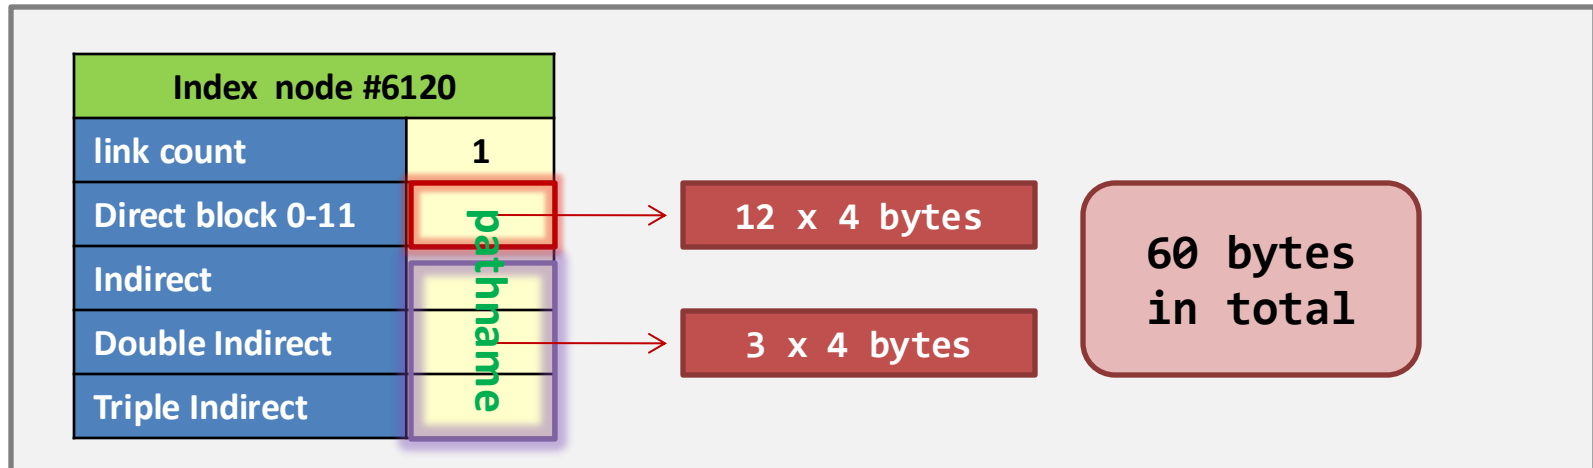 Index node #6120
link count 1
Direct block 0-11
Indirect
Double Indirect
Triple Indirect
pathname
12 x 4 bytes
3 x 4 bytes
60 bytes
in total